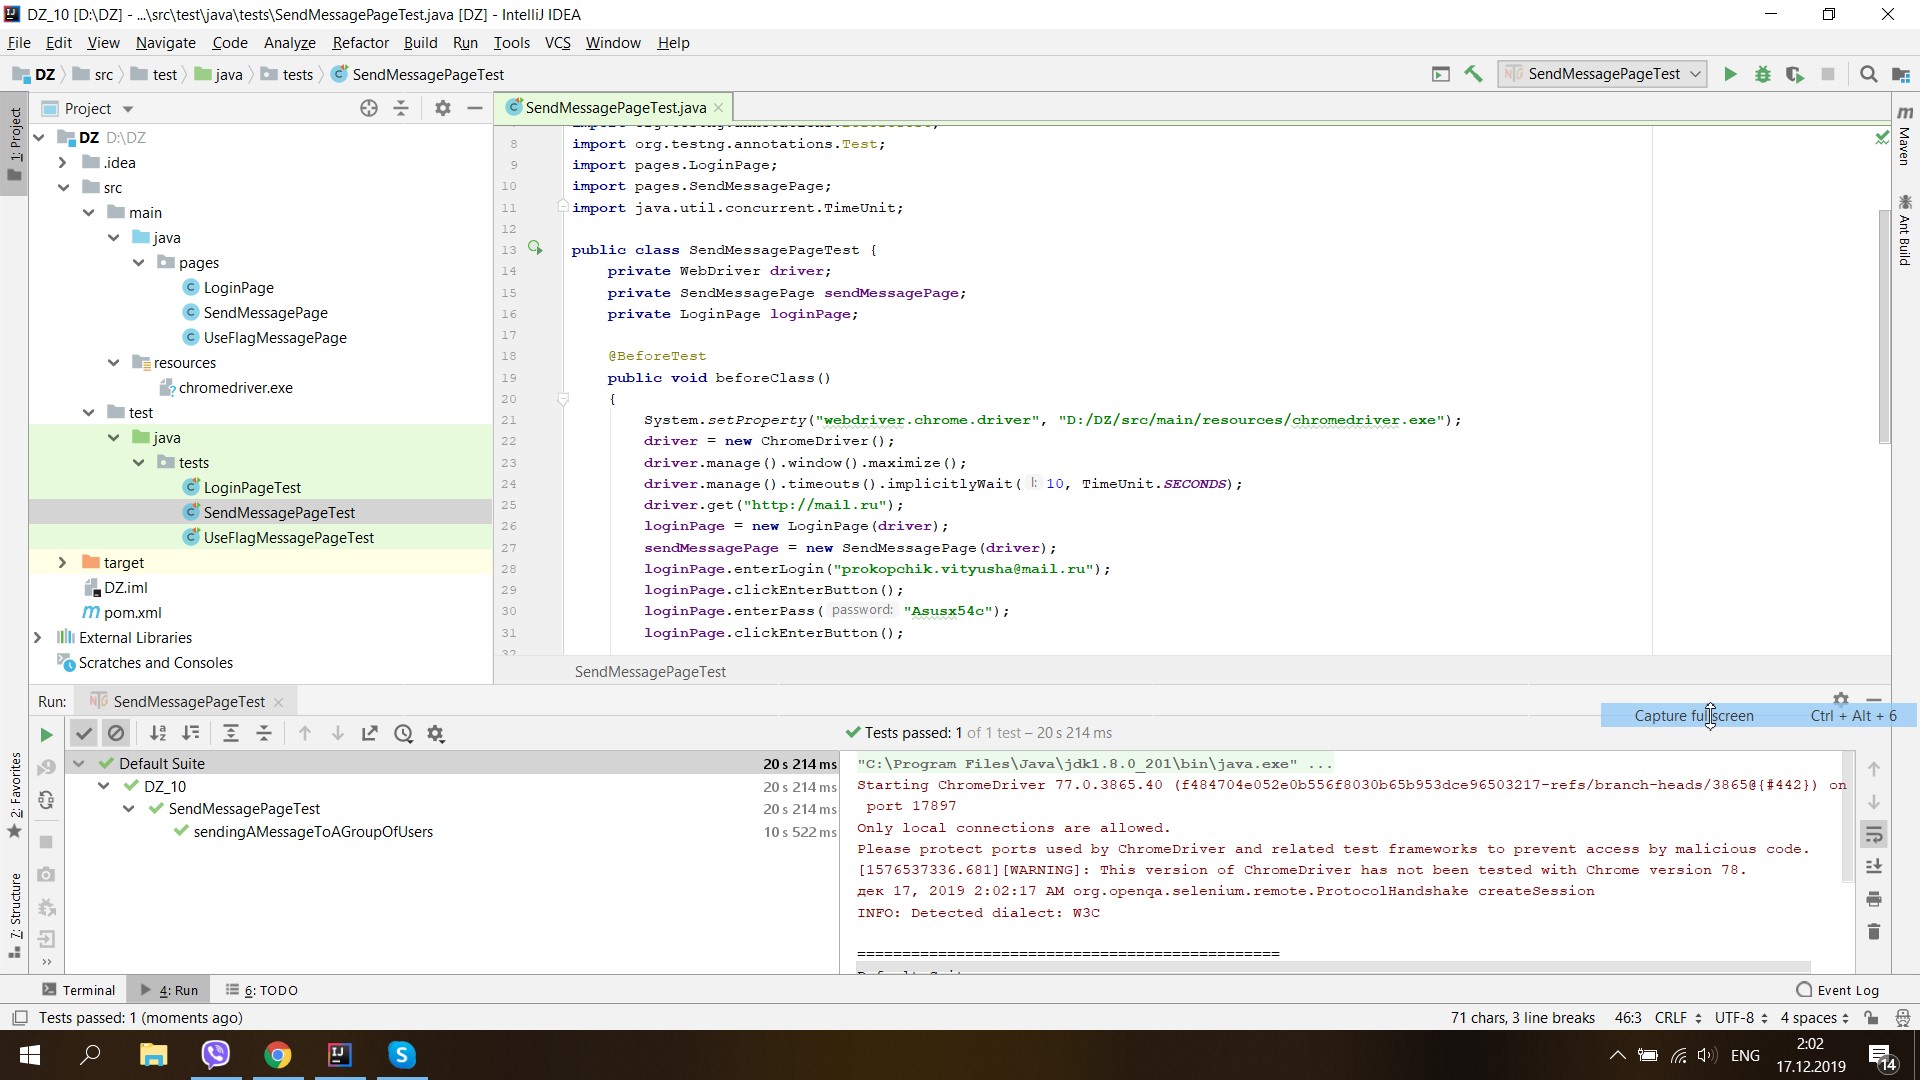 DZ_10 [D:\DZ] - ...\src\test\java\tests\SendMessagePageTest.java [DZ] - IntelliJ IDEA
File Edit View Navigate Code Analyze Refactor Build Run Tools VCS Window Help
DZ src test java tests SendMessagePageTest
SendMessagePageTest
Project
SendMessagePageTest.java
1: Project
DZ D:\DZ
.idea
src
main
java
pages
LoginPage
SendMessagePage
UseFlagMessagePage
resources
chromedriver.exe
test
java
tests
LoginPageTest
SendMessagePageTest
UseFlagMessagePageTest
target
DZ.iml
pom.xml
External Libraries
Scratches and Consoles
8 import org.testng.annotations.Test;
9 import pages.LoginPage;
10 import pages.SendMessagePage;
11 import java.util.concurrent.TimeUnit;
12
13 public class SendMessagePageTest {
14 private WebDriver driver;
15 private SendMessagePage sendMessagePage;
16 private LoginPage loginPage;
17
18 @BeforeTest
19 public void beforeClass()
20 {
21 System.setProperty("webdriver.chrome.driver", "D:/DZ/src/main/resources/chromedriver.exe");
22 driver = new ChromeDriver();
23 driver.manage().window().maximize();
24 driver.manage().timeouts().implicitlyWait( l: 10, TimeUnit.SECONDS);
25 driver.get("http://mail.ru");
26 loginPage = new LoginPage(driver);
27 sendMessagePage = new SendMessagePage(driver);
28 loginPage.enterLogin("prokopchik.vityusha@mail.ru");
29 loginPage.clickEnterButton();
30 loginPage.enterPass( password: "Asusx54c");
31 loginPage.clickEnterButton();
32
SendMessagePageTest
Maven
Ant Build
Run: SendMessagePageTest
Capture fullscreen Ctrl + Alt + 6
Tests passed: 1 of 1 test – 20 s 214 ms
Default Suite 20 s 214 ms
DZ_10 20 s 214 ms
SendMessagePageTest 20 s 214 ms
sendingAMessageToAGroupOfUsers 10 s 522 ms
"C:\Program Files\Java\jdk1.8.0_201\bin\java.exe" ...
Starting ChromeDriver 77.0.3865.40 (f484704e052e0b556f8030b65b953dce96503217-refs/branch-heads/3865@{#442}) on
port 17897
Only local connections are allowed.
Please protect ports used by ChromeDriver and related test frameworks to prevent access by malicious code.
[1576537336.681][WARNING]: This version of ChromeDriver has not been tested with Chrome version 78.
дек 17, 2019 2:02:17 AM org.openqa.selenium.remote.ProtocolHandshake createSession
INFO: Detected dialect: W3C
===============================================
2: Favorites
7: Structure
Terminal 4: Run 6: TODO Event Log
Tests passed: 1 (moments ago) 71 chars, 3 line breaks 46:3 CRLF UTF-8 4 spaces
ENG
2:02
17.12.2019
14